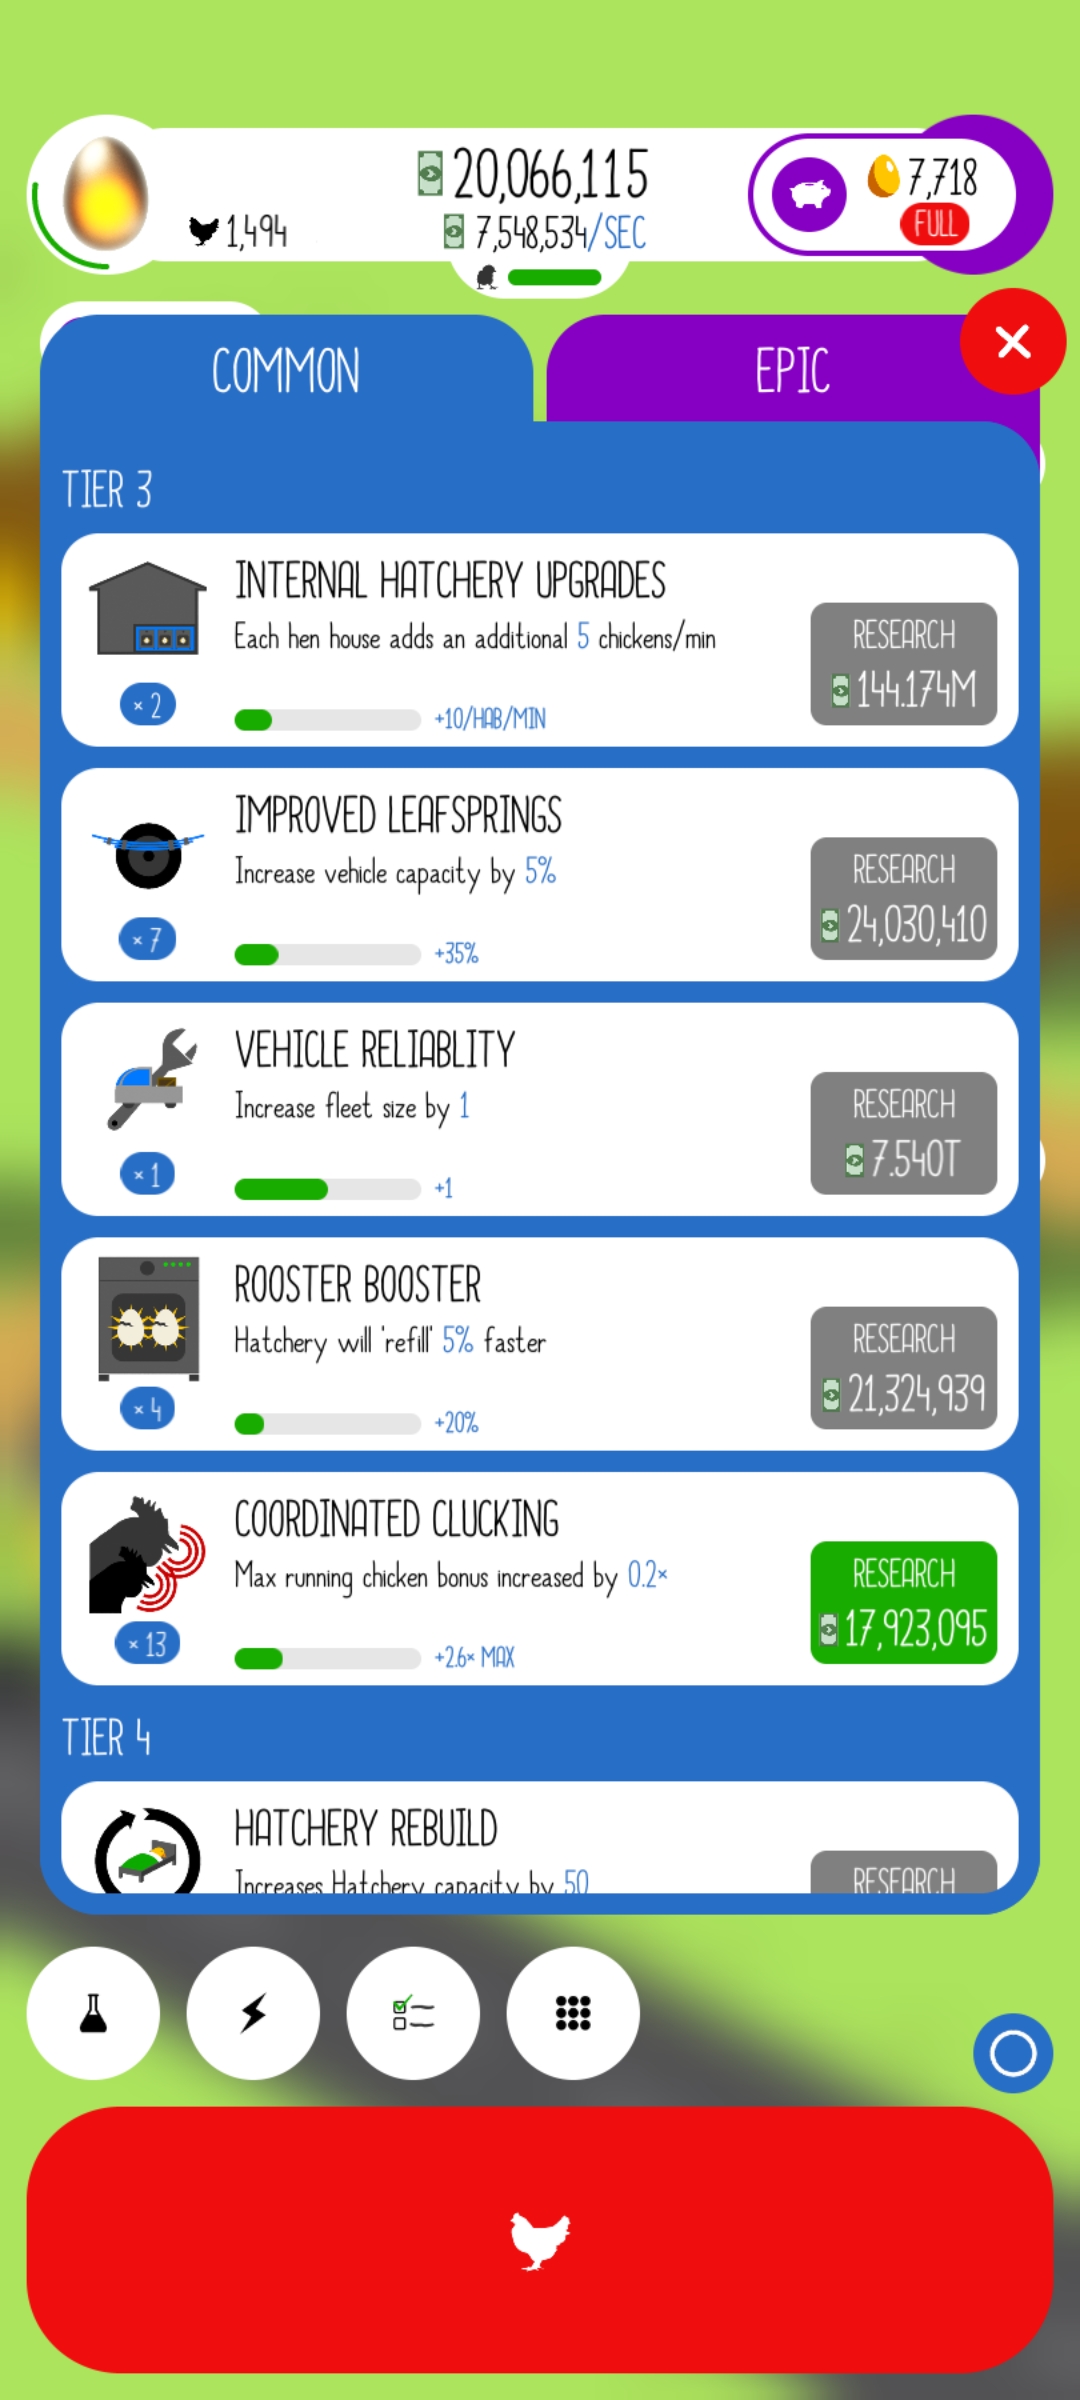 20,066,115
7,718
1,494
7,548,534/SEC
FULL
COMMON
EPIC
TIER 3
INTERNAL HATCHERY UPGRADES
Each hen house adds an additional 5 chickens/min
RESEARCH
144.174M
× 2
+10/HAB/MIN
IMPROVED LEAFSPRINGS
Increase vehicle capacity by 5%
RESEARCH
24,030,410
× 7
+35%
VEHICLE RELIABLITY
Increase fleet size by 1
RESEARCH
7.540T
× 1
+1
ROOSTER BOOSTER
Hatchery will 'refill' 5% faster
RESEARCH
21,324,939
× 4
+20%
COORDINATED CLUCKING
Max running chicken bonus increased by 0.2×
RESEARCH
17,923,095
× 13
+2.6× MAX
TIER 4
HATCHERY REBUILD
Increases Hatchery capacity by 50
RESEARCH